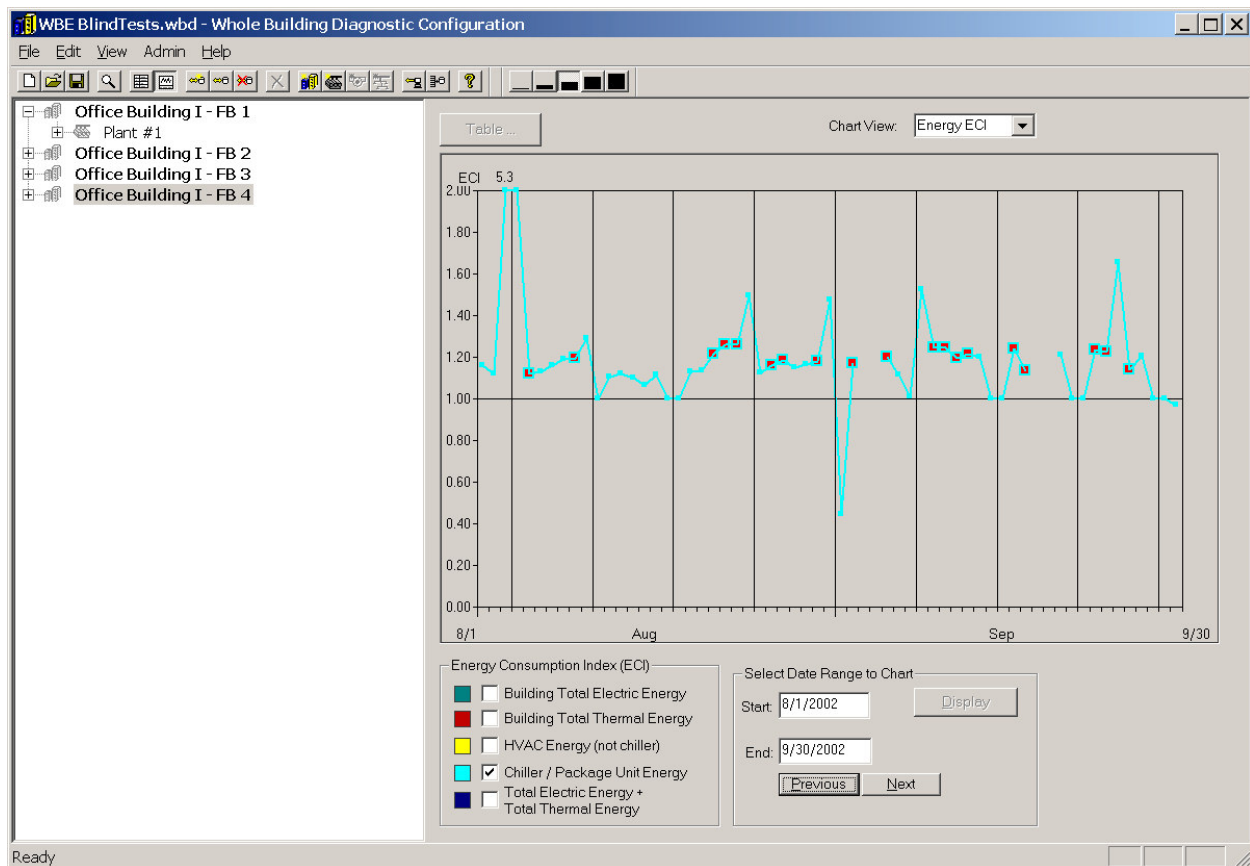 WBE BlindTests.wbd - Whole Building Diagnostic Configuration
File Edit View Admin Help
Office Building I - FB 1
Plant #1
Office Building I - FB 2
Office Building I - FB 3
Office Building I - FB 4
Table ...
Chart View: Energy ECI
ECI 5.3
2.00
1.80
1.60
1.40
1.20
1.00
0.80
0.60
0.40
0.20
0.00
8/1 Aug Sep 9/30
Energy Consumption Index (ECI)
Building Total Electric Energy
Building Total Thermal Energy
HVAC Energy (not chiller)
Chiller / Package Unit Energy
Total Electric Energy +
Total Thermal Energy
Select Date Range to Chart
Start: 8/1/2002
Display
End: 9/30/2002
Previous Next
Ready